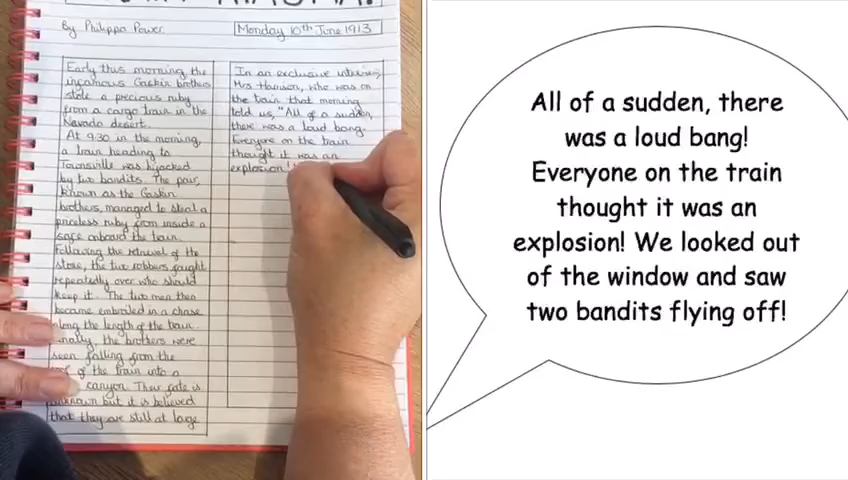 By Philippa Power
Monday 10th June 1913
Early this morning the
infamous Gaskin brothers
stole a precious ruby
from a cargo train in the
Nevada desert.
At 9.30 in the morning,
a train heading to
Townsville was hijacked
by two bandits. The pair,
known as the Gaskin
brothers, managed to steal a
priceless ruby from inside a
safe onboard the train.
Following the retrieval of the
stone, the two robbers fought
repeatedly over who should
keep it. The two men then
became embroiled in a chase
along the length of the train.
the brothers were
seen falling from the
of the train into a
canyon. Their fate is
unknown but it is believed
that they are still at large
In an exclusive interview,
Mrs Harrison, who was on
the train that morning
told us, "All of a sudden,
there was a loud bang.
Everyone on the train
thought it was an
explosion!
All of a sudden, there
was a loud bang!
Everyone on the train
thought it was an
explosion! We looked out
of the window and saw
two bandits flying off!